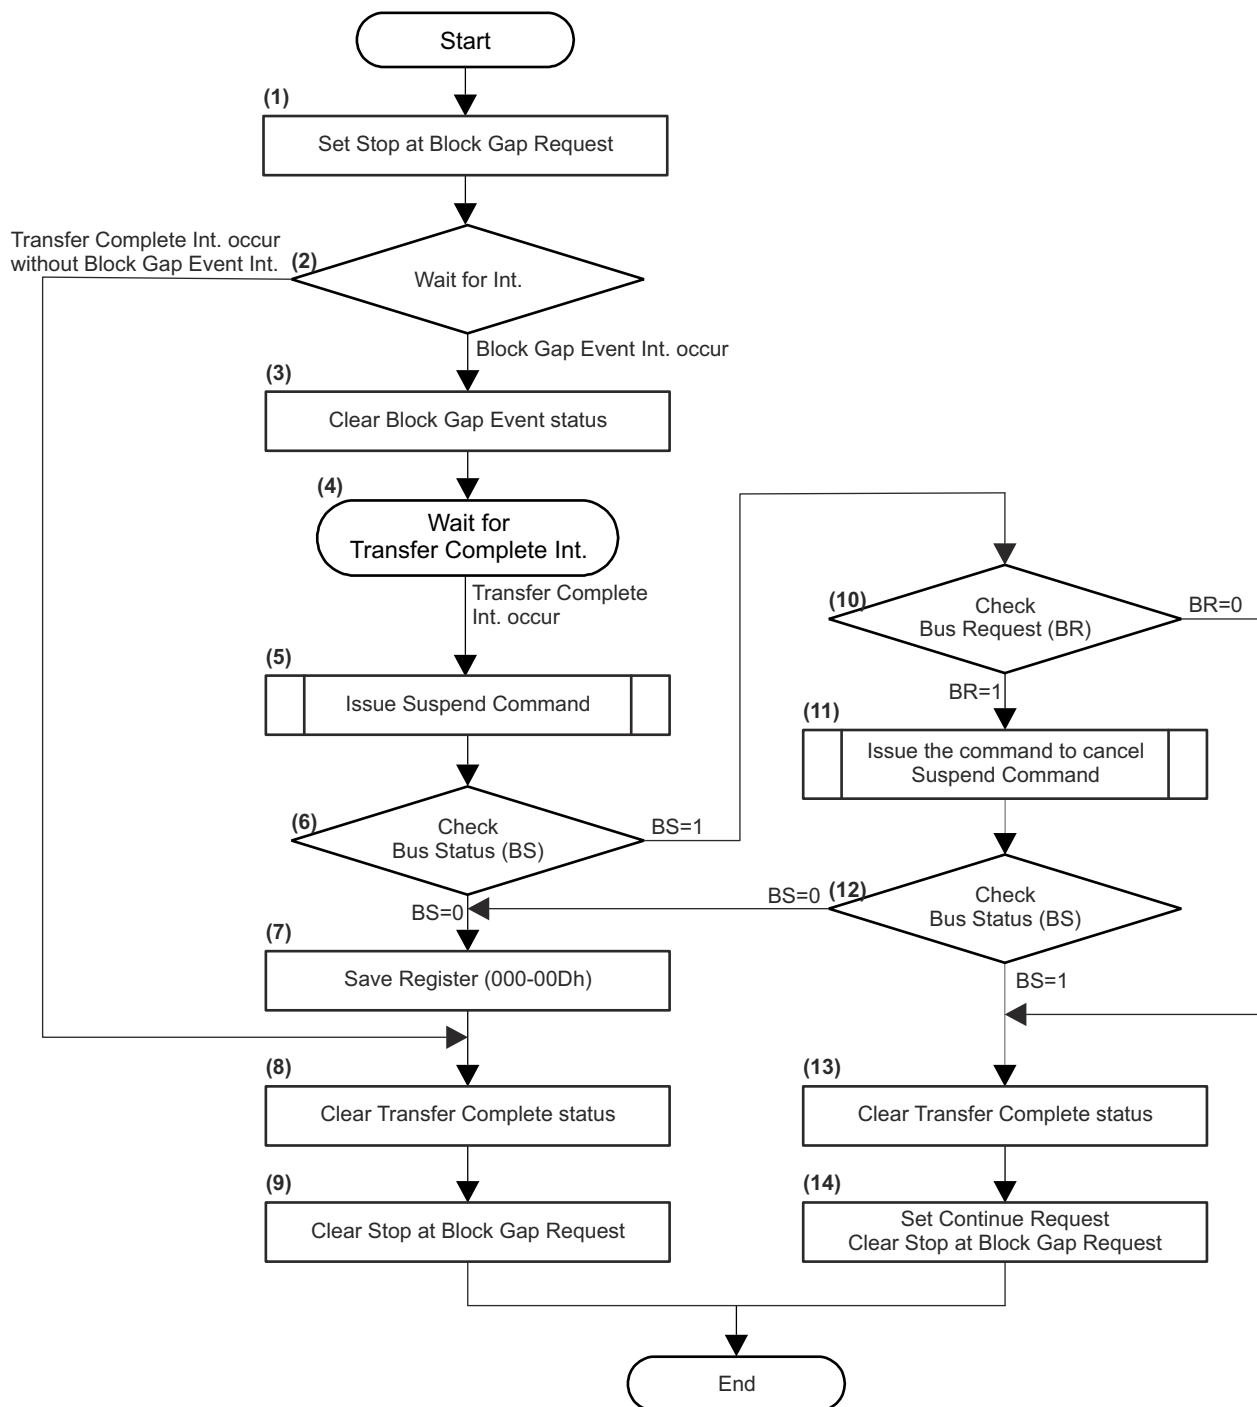 Start
(1)
Set Stop at Block Gap Request
Transfer Complete Int. occur
without Block Gap Event Int.
(2)
Wait for Int.
Block Gap Event Int. occur
(3)
Clear Block Gap Event status
(4)
Wait for
Transfer Complete Int.
Transfer Complete
Int. occur
(5)
Issue Suspend Command
(6)
Check
Bus Status (BS)
BS=1
BS=0
(7)
Save Register (000-00Dh)
(8)
Clear Transfer Complete status
(9)
Clear Stop at Block Gap Request
(10)
Check
Bus Request (BR)
BR=0
BR=1
(11)
Issue the command to cancel
Suspend Command
(12)
Check
Bus Status (BS)
BS=0
BS=1
(13)
Clear Transfer Complete status
(14)
Set Continue Request
Clear Stop at Block Gap Request
End